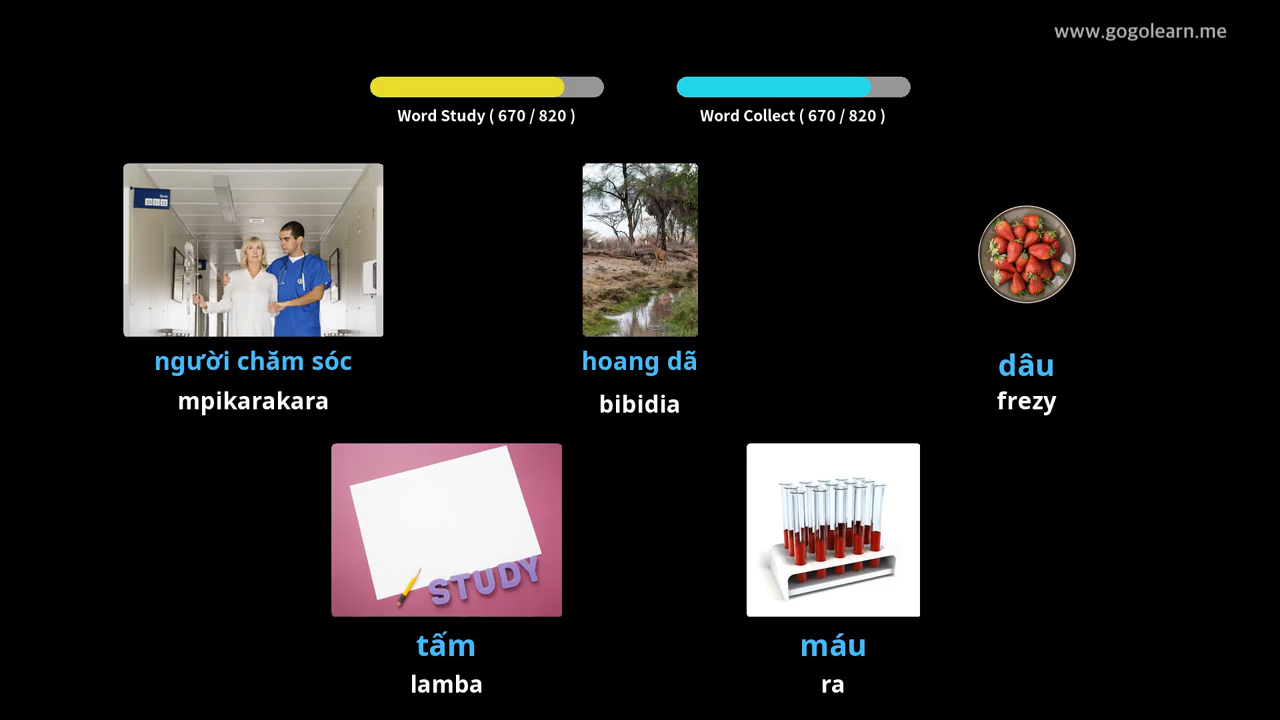 www.gogolearn.me
Word Study ( 670 / 820 )
Word Collect ( 670 / 820 )
người chăm sóc
mpikarakara
hoang dã
bibidia
dâu
frezy
STUDY
tấm
lamba
máu
ra